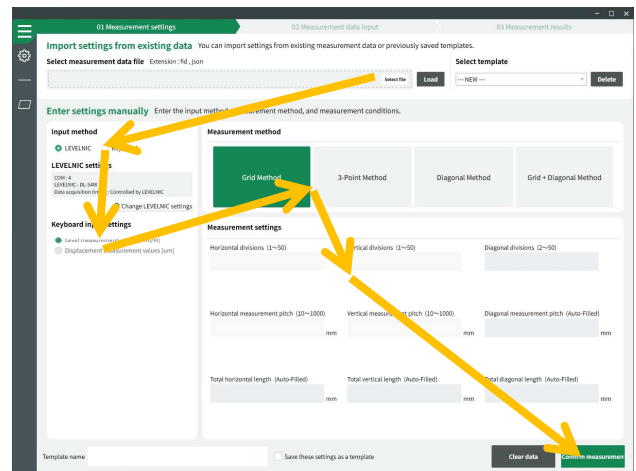 01 Measurement settings
02 Measurement data input
03 Measurement results
Import settings from existing data You can import settings from existing measurement data or previously saved templates.
Select measurement data file Extension : fld , json
Select template
Select file
Load
--- NEW ---
Delete
Enter settings manually Enter the input method, measurement method, and measurement conditions.
Input method
LEVELNIC
LEVELNIC settings
COM : 4
LEVELNIC : DL-S4W
Data acquisition : Controlled by LEVELNIC
Change LEVELNIC settings
Keyboard input settings
Level measurement
Displacement measurement values [um]
Measurement method
Grid Method
3-Point Method
Diagonal Method
Grid + Diagonal Method
Measurement settings
Horizontal divisions (1~50)
Vertical divisions (1~50)
Diagonal divisions (2~50)
Horizontal measurement pitch (10~1000)
Vertical measurement pitch (10~1000)
Diagonal measurement pitch (Auto-Filled)
mm
mm
mm
Total horizontal length (Auto-Filled)
Total vertical length (Auto-Filled)
Total diagonal length (Auto-Filled)
mm
mm
mm
Template name
Save these settings as a template
Clear data
Confirm measuremen